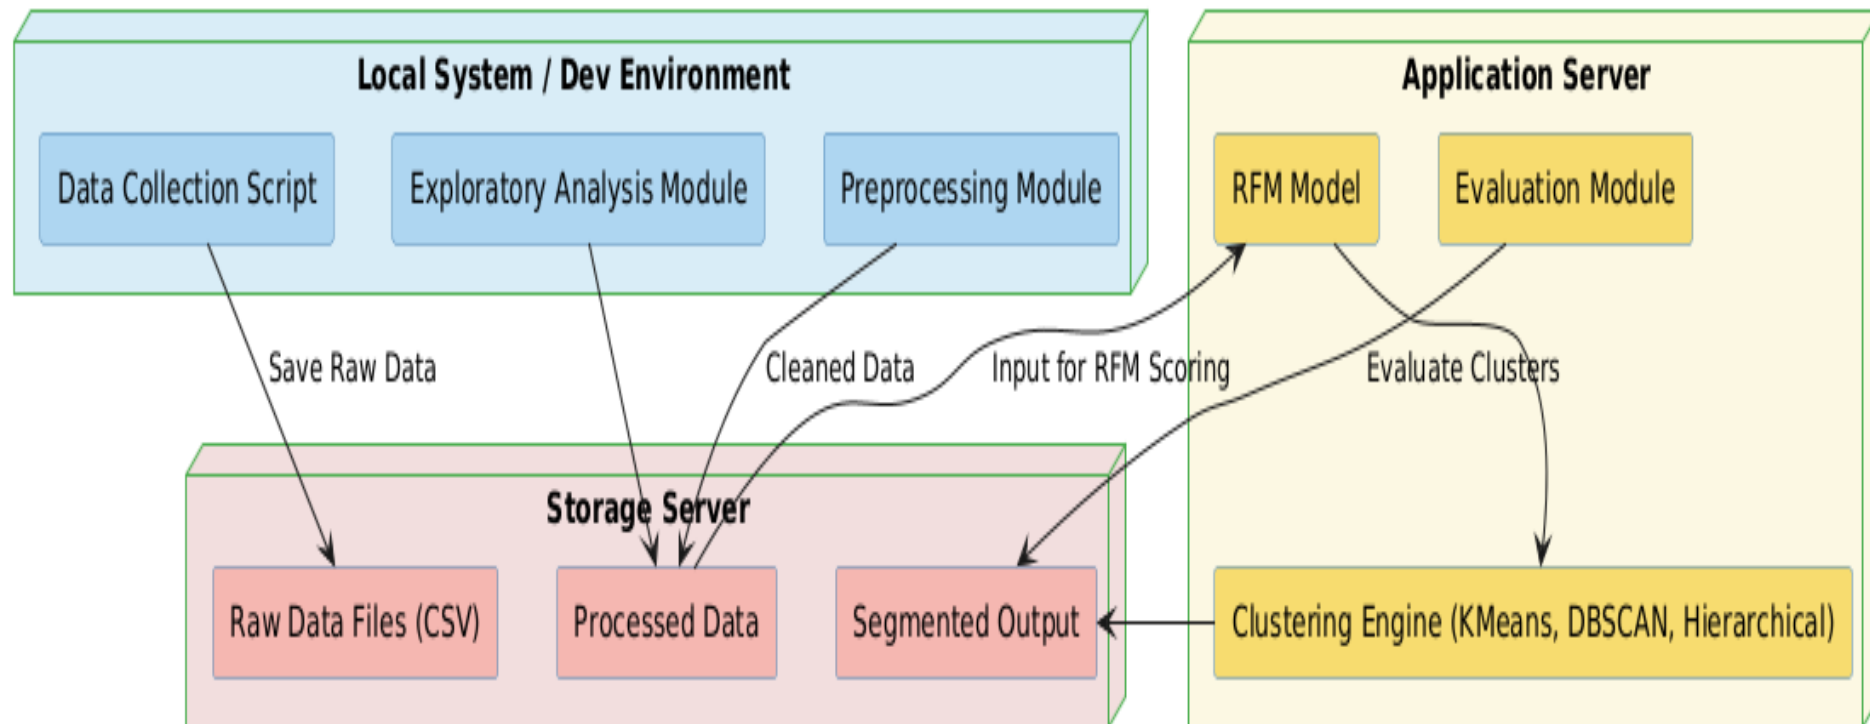 Local System / Dev Environment
Application Server
Data Collection Script
Exploratory Analysis Module
Preprocessing Module
RFM Model
Evaluation Module
Save Raw Data
Cleaned Data
Input for RFM Scoring
Evaluate Clusters
Storage Server
Raw Data Files (CSV)
Processed Data
Segmented Output
Clustering Engine (KMeans, DBSCAN, Hierarchical)